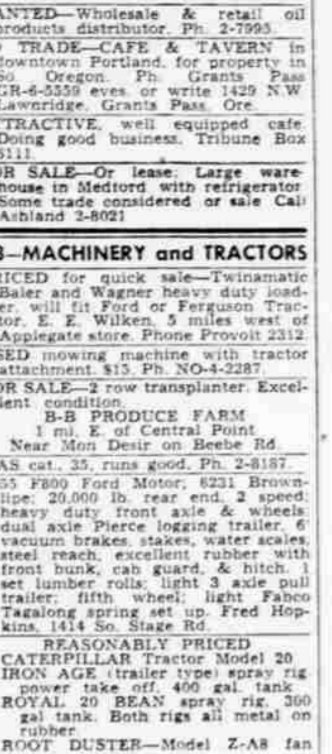 ANTED—Wholesale & retail oil
products distributor. Ph. 2-7995.
TRADE—CAFE & TAVERN in
downtown Portland, for property in
So. Oregon. Ph. Grants Pass
GR-6-5559 eves. or write 1429 N.W.
Lawnridge, Grants Pass, Ore.
TTRACTIVE, well equipped cafe.
Doing good business. Tribune Box
5111.
OR SALE—Or lease: Large ware-
house in Medford with refrigerator
Some trade considered or sale Call
Ashland 2-8021
3—MACHINERY and TRACTORS
RICED for quick sale—Twinamatic
Baler and Wagner heavy duty load-
er, will fit Ford or Ferguson Trac-
tor. E. E. Wilken, 5 miles west of
Applegate store. Phone Provolt 2312
SED mowing machine with tractor
attachment. $15. Ph. NO-4-2287.
OR SALE—2 row transplanter. Excel-
lent condition.
B-B PRODUCE FARM
1 mi. E. of Central Point
Near Mon Desir on Beebe Rd.
AS cat., 35, runs good. Ph. 2-8187.
55 F800 Ford Motor; 8231 Brown-
lipe; 20,000 lb. rear end, 2 speed;
heavy duty front axle & wheels;
dual axle Pierce logging trailer, 6'
vacuum brakes, stakes, water scales,
steel reach, excellent rubber with
front bunk, cab guard, & hitch. 1
set lumber rolls; light 3 axle pull
trailer; fifth wheel; light Fabco
Tagalong spring set up. Fred Hop-
kins, 1414 So. Stage Rd.
REASONABLY PRICED
CATERPILLAR Tractor Model 20
IRON AGE (trailer type) spray rig
power take off, 400 gal. tank
ROYAL 20 BEAN spray rig, 300
gal tank. Both rigs all metal on
rubber
ROOT DUSTER—Model Z-A8 fan